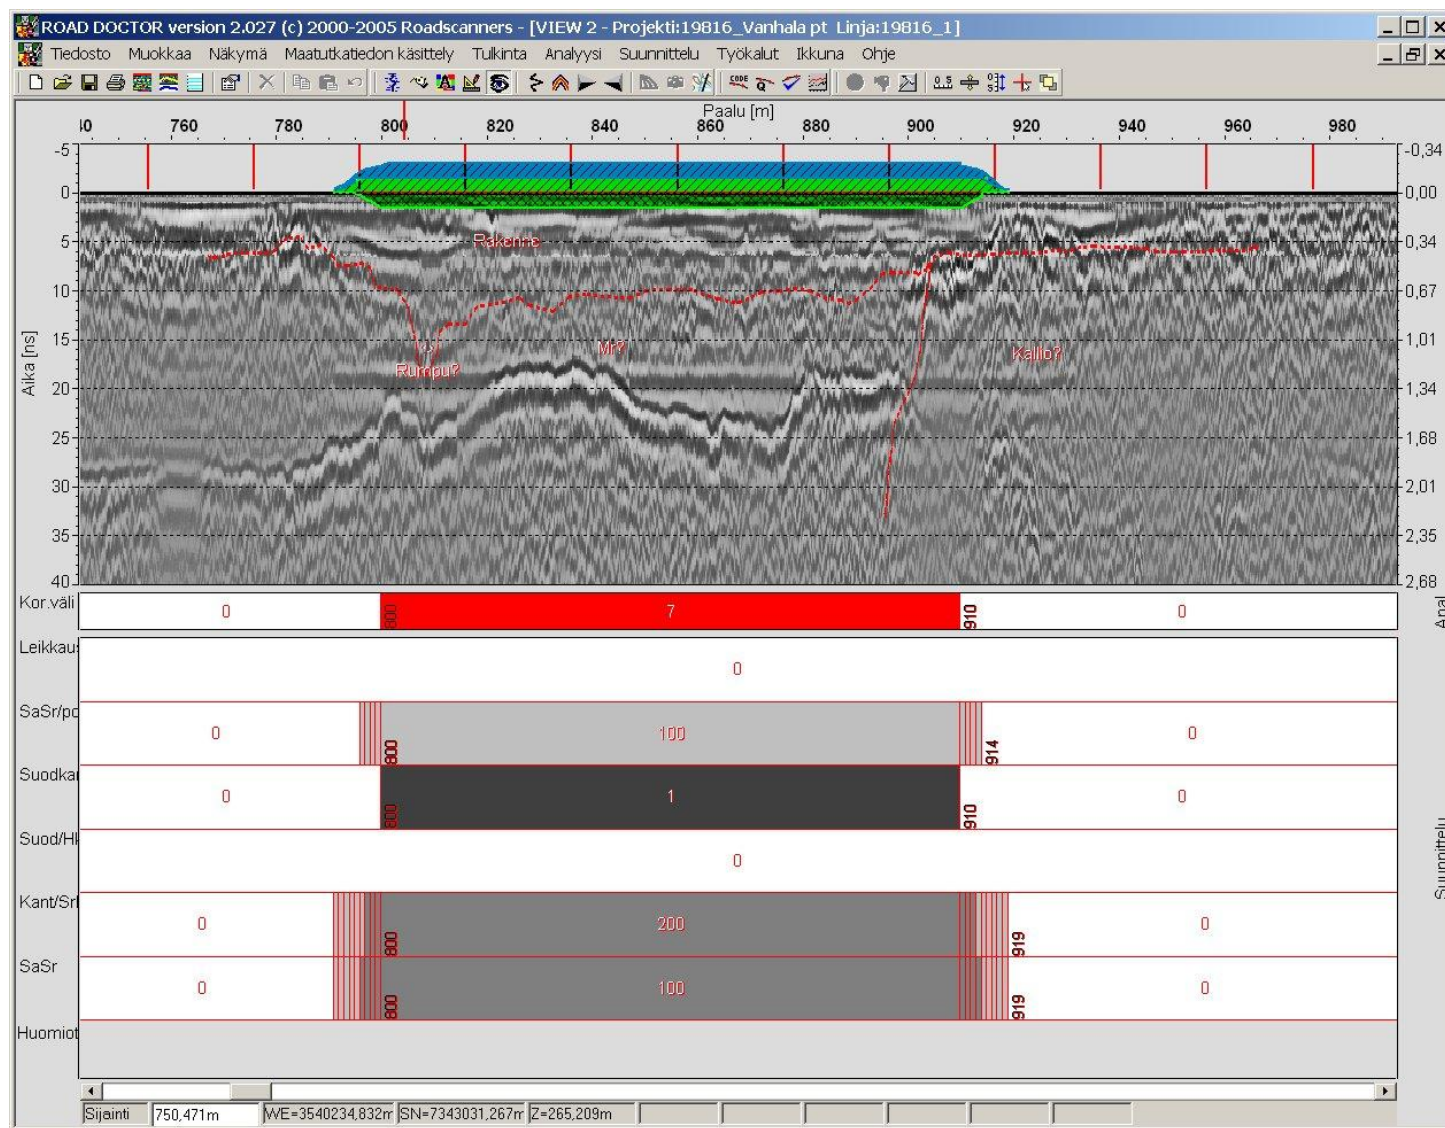 ROAD DOCTOR version 2.027 (c) 2000-2005 Roadscanners - [VIEW 2 - Projekti:19816_Vanhala pt Linja:19816_1]
Tiedosto Muokkaa Näkymä Maatutkatiedon käsittely Tulkinta Analyysi Suunnittelu Työkalut Ikkuna Ohje
Paalu [m]
40 760 780 800 820 840 860 880 900 920 940 960 980
-5 -0,34
0 0,00
5 Rakenne 0,34
10 0,67
15 Mr? Kallio? 1,01
Rumpu?
20 1,34
25 1,68
30 2,01
35 2,35
40 2,68
Aika [ns]
Kor.väli 0 800 7 910 0 Anal
Leikkau 0
SaSr/po 0 800 100 914 0
Suodka 0 800 1 910 0
Suod/H 0
Suunnittelu
Kant/Sr 0 800 200 919 0
SaSr 0 800 100 919 0
Huomiot
Sijainti 750,471m WE=3540234,832m SN=7343031,267m Z=265,209m